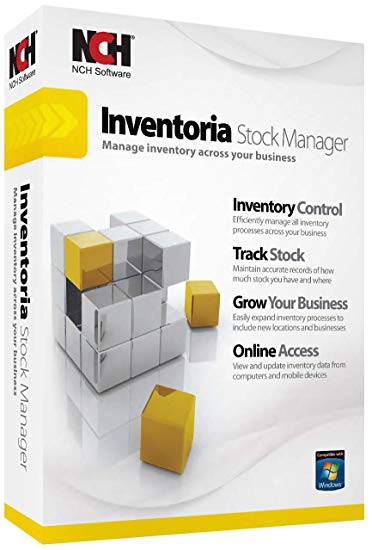 NCH®
NCH Software
NCH®
NCH Software
Inventoria Stock Manager
Manage inventory across your business
Inventory Control
Efficiently manage all inventory
processes across your business
Track Stock
Maintain accurate records of how
much stock you have and where
Grow Your Business
Easily expand inventory processes to
include new locations and businesses
Online Access
View and update inventory data from
computers and mobile devices
Compatible with
Windows®
Inventoria Stock Manager
Manage inventory across your business